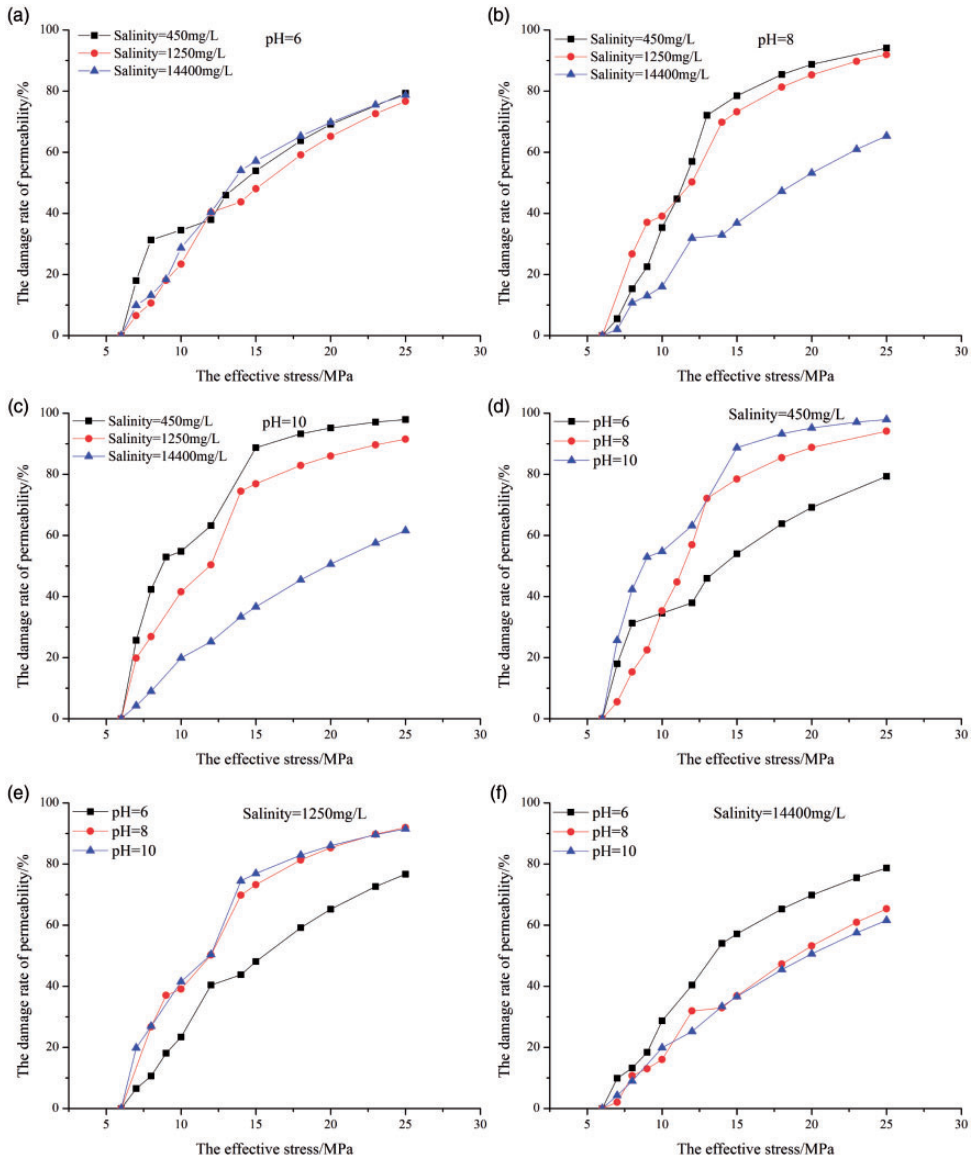 (a)
100
80
60
40
20
0
Salinity=450mg/L
Salinity=1250mg/L
Salinity=14400mg/L
pH=6
The damage rate of permeability/%
5 10 15 20 25 30
The effective stress/MPa
(b)
100
80
60
40
20
0
Salinity=450mg/L
Salinity=1250mg/L
Salinity=14400mg/L
pH=8
The damage rate of permeability/%
5 10 15 20 25 30
The effective stress/MPa
(c)
100
80
60
40
20
0
Salinity=450mg/L
Salinity=1250mg/L
Salinity=14400mg/L
pH=10
The damage rate of permeability/%
5 10 15 20 25 30
The effective stress/MPa
(d)
100
80
60
40
20
0
pH=6
pH=8
pH=10
Salinity=450mg/L
The damage rate of permeability/%
5 10 15 20 25 30
The effective stress/MPa
(e)
100
80
60
40
20
0
pH=6
pH=8
pH=10
Salinity=1250mg/L
The damage rate of permeability/%
5 10 15 20 25 30
The effective stress/MPa
(f)
100
80
60
40
20
0
pH=6
pH=8
pH=10
Salinity=14400mg/L
The damage rate of permeability/%
5 10 15 20 25 30
The effective stress/MPa